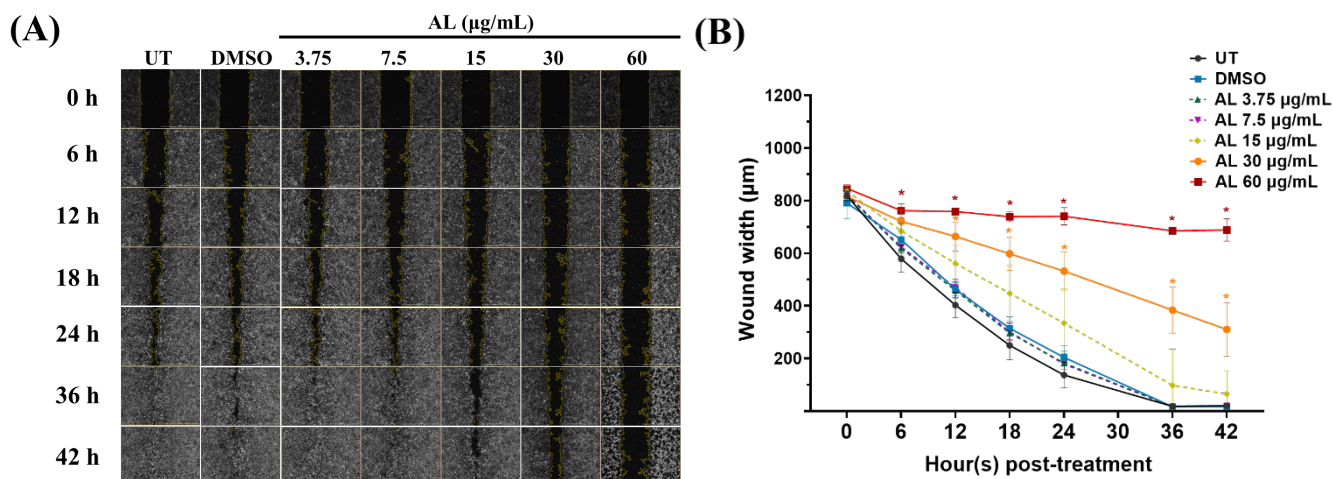 (A)
AL (µg/mL)
UT DMSO 3.75 7.5 15 30 60
0 h
6 h
12 h
18 h
24 h
36 h
42 h
(B)
UT
DMSO
AL 3.75 µg/mL
AL 7.5 µg/mL
AL 15 µg/mL
AL 30 µg/mL
AL 60 µg/mL
Wound width (µm)
1200
1000
800
600
400
200
0 6 12 18 24 30 36 42
* * * * * *
* * * * *
Hour(s) post-treatment